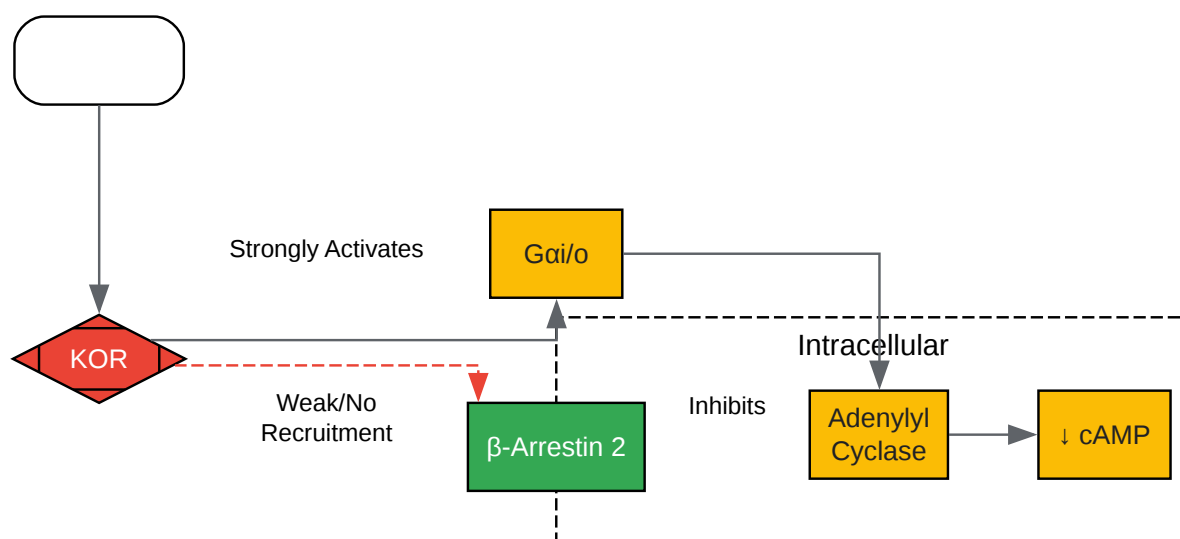 Strongly Activates
Gαi/o
Intracellular
KOR
Weak/No
Recruitment
β-Arrestin 2
Inhibits
Adenylyl
Cyclase
↓ cAMP